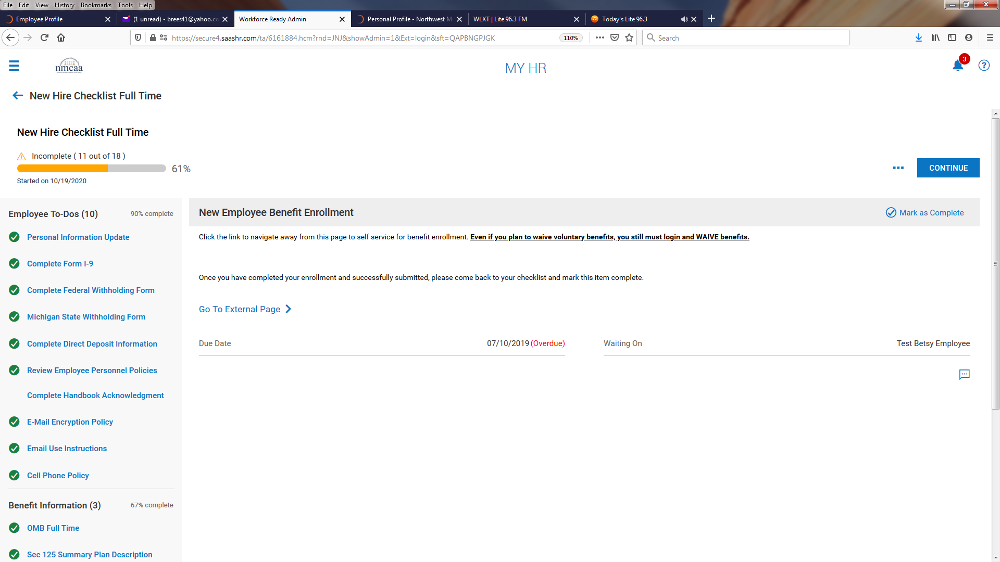 File Edit View History Bookmarks Tools Help
Employee Profile
(1 unread) - brees41@yahoo.co
Workforce Ready Admin
Personal Profile - Northwest Mi
WLXT | Lite 96.3 FM
Today's Lite 96.3
https://secure4.saashr.com/ta/6161884.hcm?rnd=JNJ&showAdmin=1&Ext=login&sft=QAPBNGPJGK
110%
Search
nmcaa
MY HR
3
?
New Hire Checklist Full Time
New Hire Checklist Full Time
Incomplete ( 11 out of 18 )
61%
Started on 10/19/2020
CONTINUE
Employee To-Dos (10) 90% complete
Personal Information Update
Complete Form I-9
Complete Federal Withholding Form
Michigan State Withholding Form
Complete Direct Deposit Information
Review Employee Personnel Policies
Complete Handbook Acknowledgment
E-Mail Encryption Policy
Email Use Instructions
Cell Phone Policy
Benefit Information (3) 67% complete
OMB Full Time
Sec 125 Summary Plan Description
New Employee Benefit Enrollment
Mark as Complete
Click the link to navigate away from this page to self service for benefit enrollment. Even if you plan to waive voluntary benefits, you still must login and WAIVE benefits.
Once you have completed your enrollment and successfully submitted, please come back to your checklist and mark this item complete.
Go To External Page
Due Date 07/10/2019 (Overdue)
Waiting On Test Betsy Employee